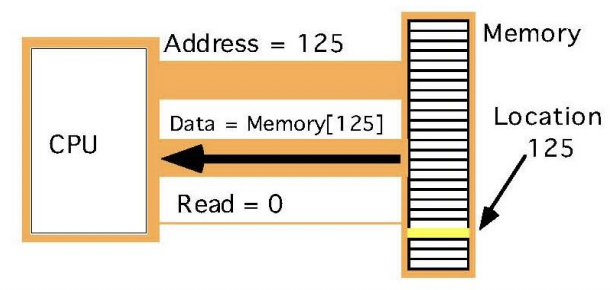 Address = 125
Memory
Data = Memory[125]
Location
125
CPU
Read = 0